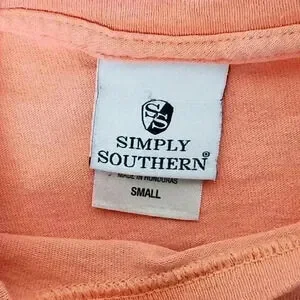 SS
SIMPLY
SOUTHERN®
MADE IN HONDURAS
SMALL